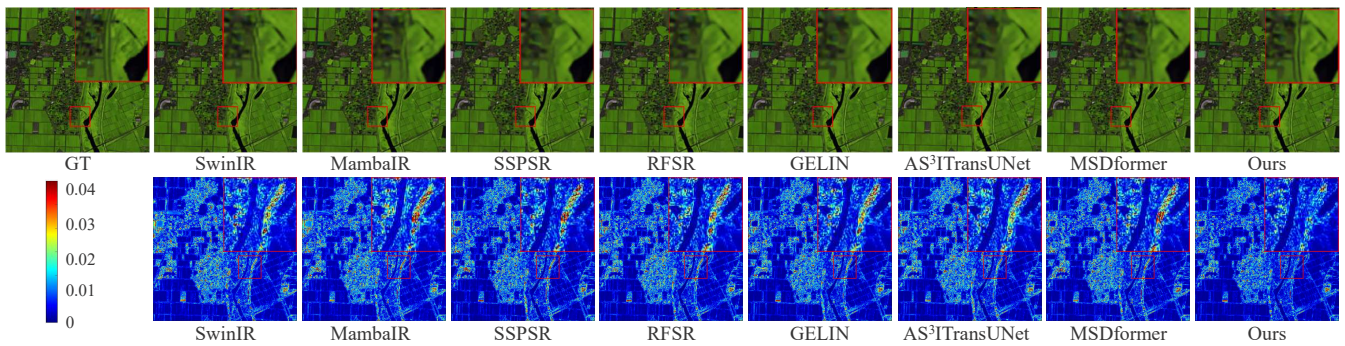 GT SwinIR MambaIR SSPSR RFSR GELIN AS³ITransUNet MSDformer Ours
0.04
0.03
0.02
0.01
0
SwinIR MambaIR SSPSR RFSR GELIN AS³ITransUNet MSDformer Ours